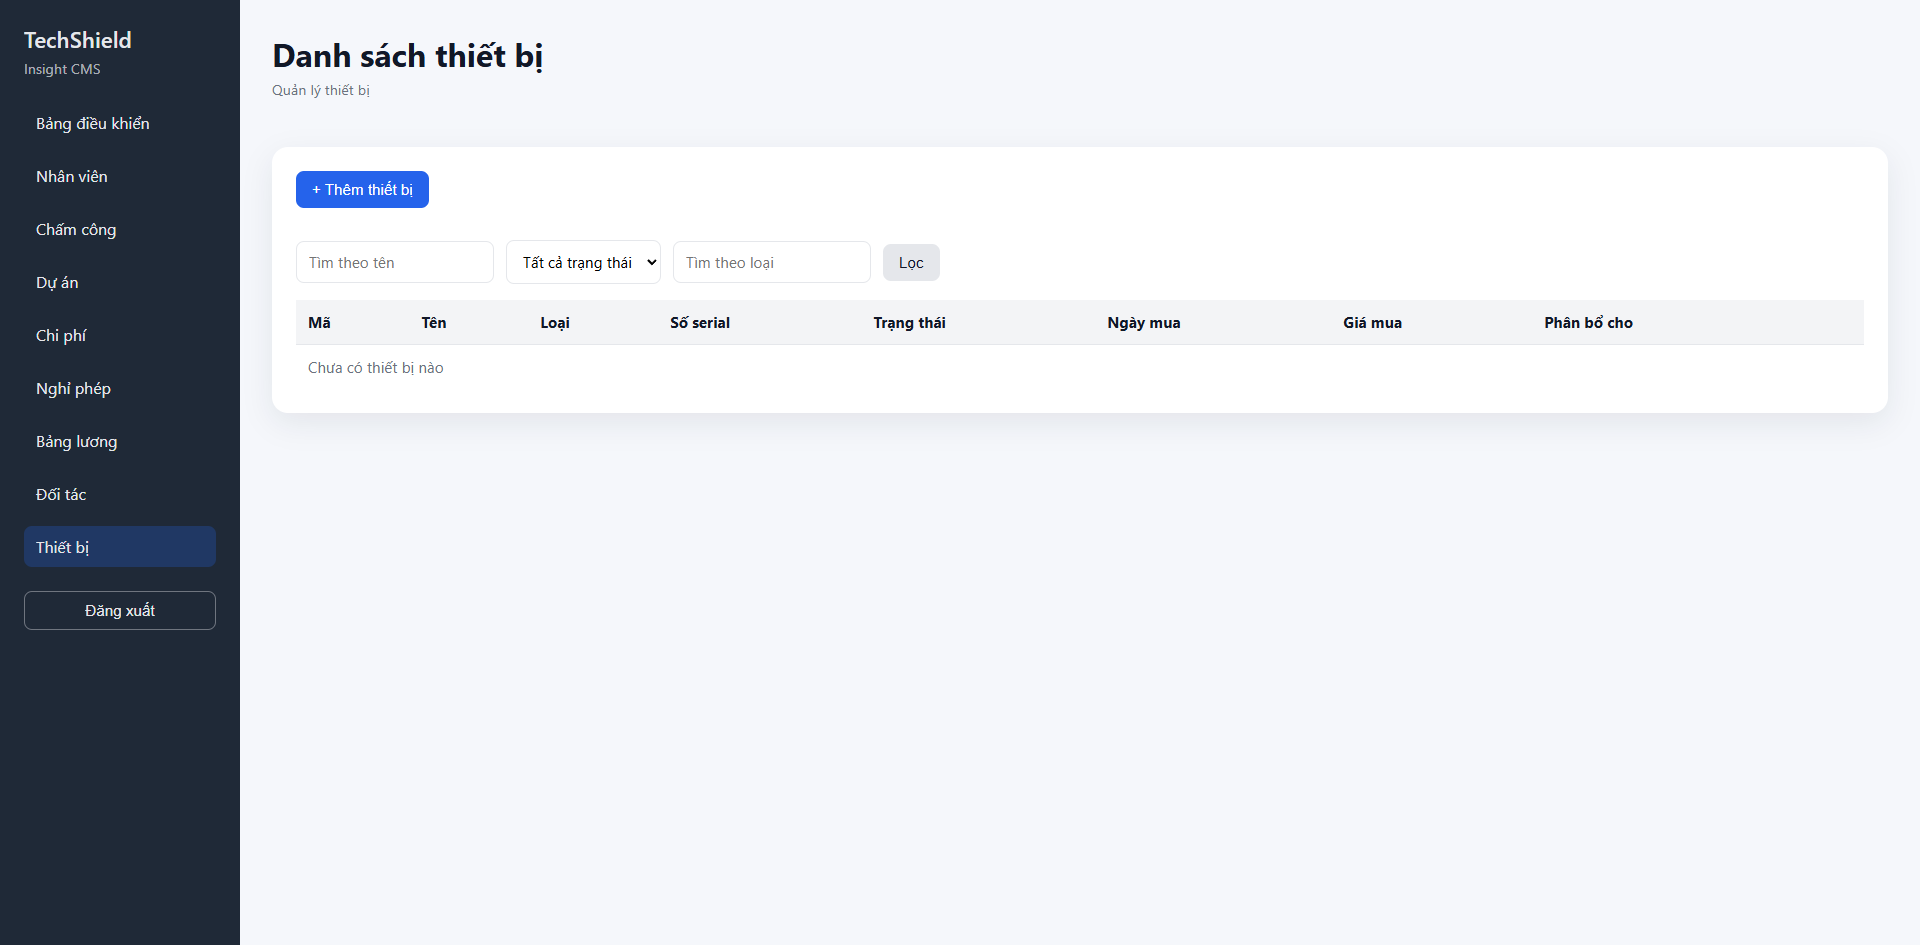 TechShield
Insight CMS
Bảng điều khiển
Nhân viên
Chấm công
Dự án
Chi phí
Nghỉ phép
Bảng lương
Đối tác
Thiết bị
Đăng xuất
Danh sách thiết bị
Quản lý thiết bị
+ Thêm thiết bị
Tìm theo tên Tất cả trạng thái Tìm theo loại Lọc
Mã Tên Loại Số serial Trạng thái Ngày mua Giá mua Phân bổ cho
Chưa có thiết bị nào